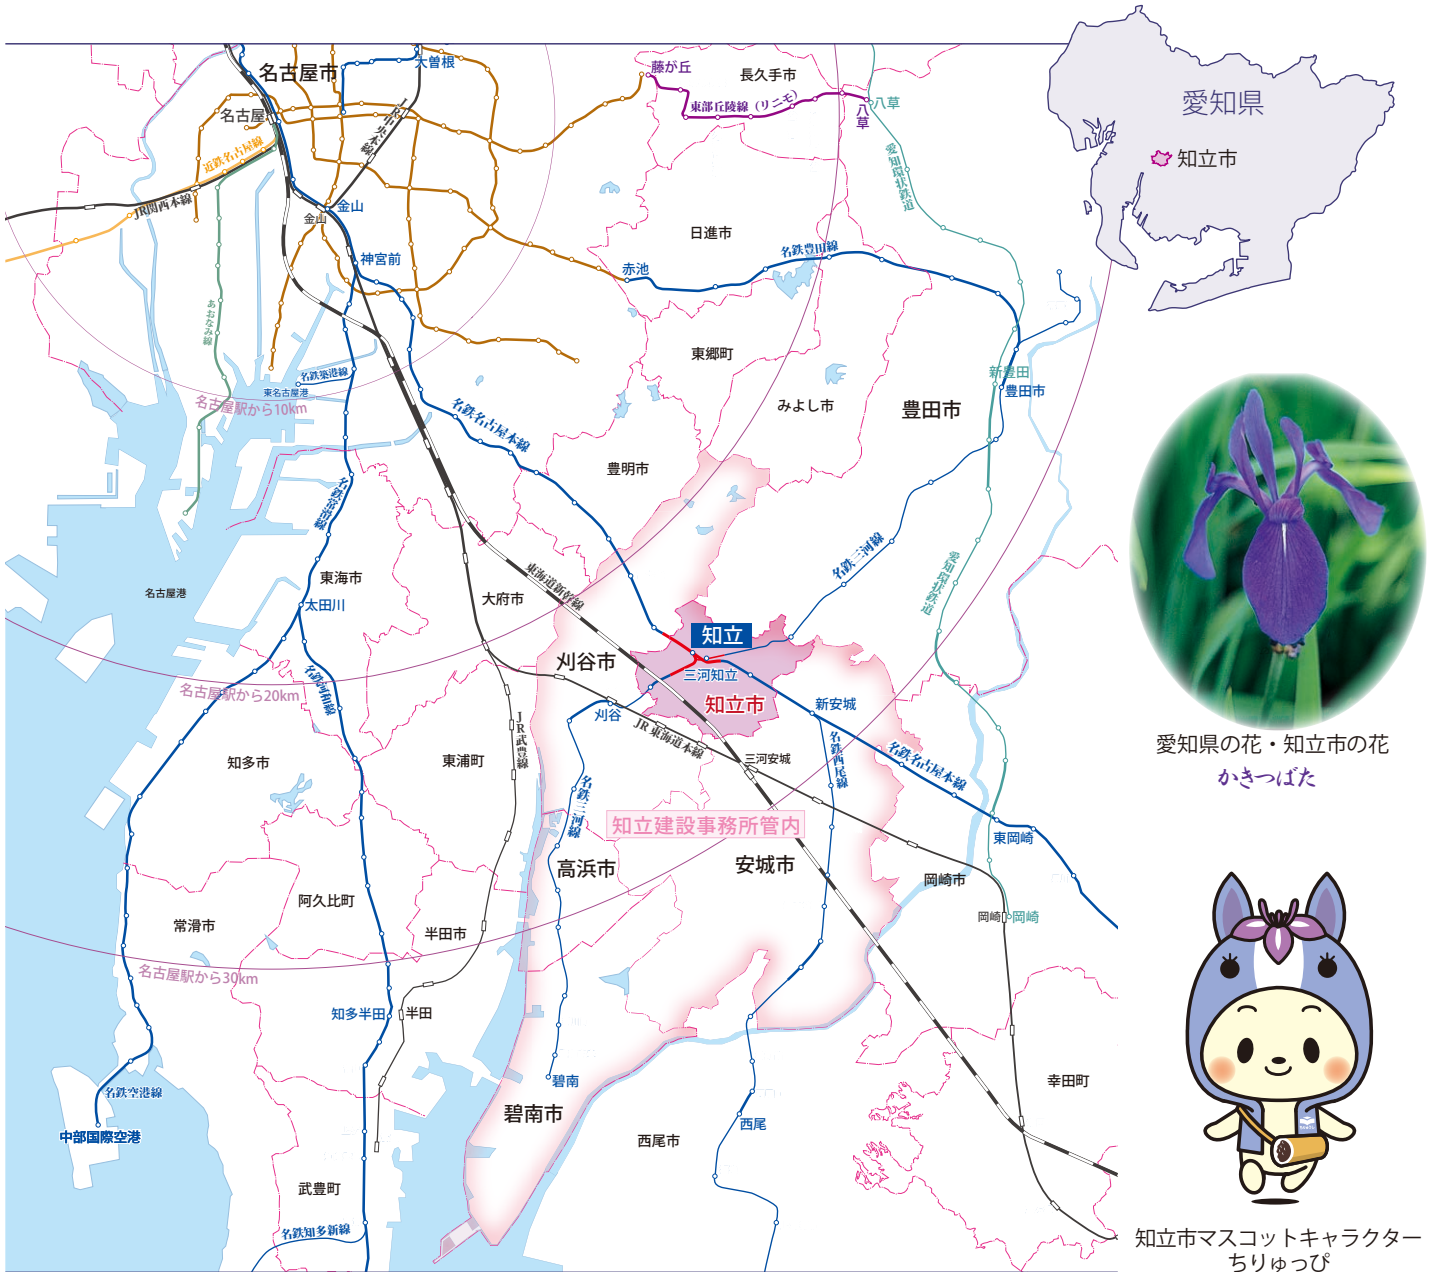 愛知県
知立市
名古屋市
大曽根
藤が丘
長久手市
東部丘陵線（リニモ）
八草
八草
名古屋
近鉄名古屋線
JR中央本線
JR関西本線
愛知環状鉄道
金山
金山
日進市
名鉄豊田線
神宮前
赤池
あおなみ線
東郷町
名鉄築港線
東名古屋港
新豊田
豊田市
名古屋駅から10km
名鉄名古屋本線
みよし市
豊田市
豊明市
名鉄常滑線
名鉄三河線
愛知環状鉄道
東海道新幹線
東海市
名古屋港
大府市
太田川
知立
刈谷市
三河知立
名鉄河和線
名古屋駅から20km
知立市
新安城
刈谷
JR東海道本線
JR武豊線
名鉄西尾線
名鉄名古屋本線
知多市
東浦町
三河安城
愛知県の花・知立市の花
かきつばた
名鉄三河線
知立建設事務所管内
東岡崎
高浜市
安城市
岡崎市
阿久比町
常滑市
半田市
岡崎
岡崎
名古屋駅から30km
知多半田
半田
碧南
名鉄空港線
幸田町
碧南市
中部国際空港
西尾市
西尾
武豊町
名鉄知多新線
知立市マスコットキャラクター
ちりゅっぴ